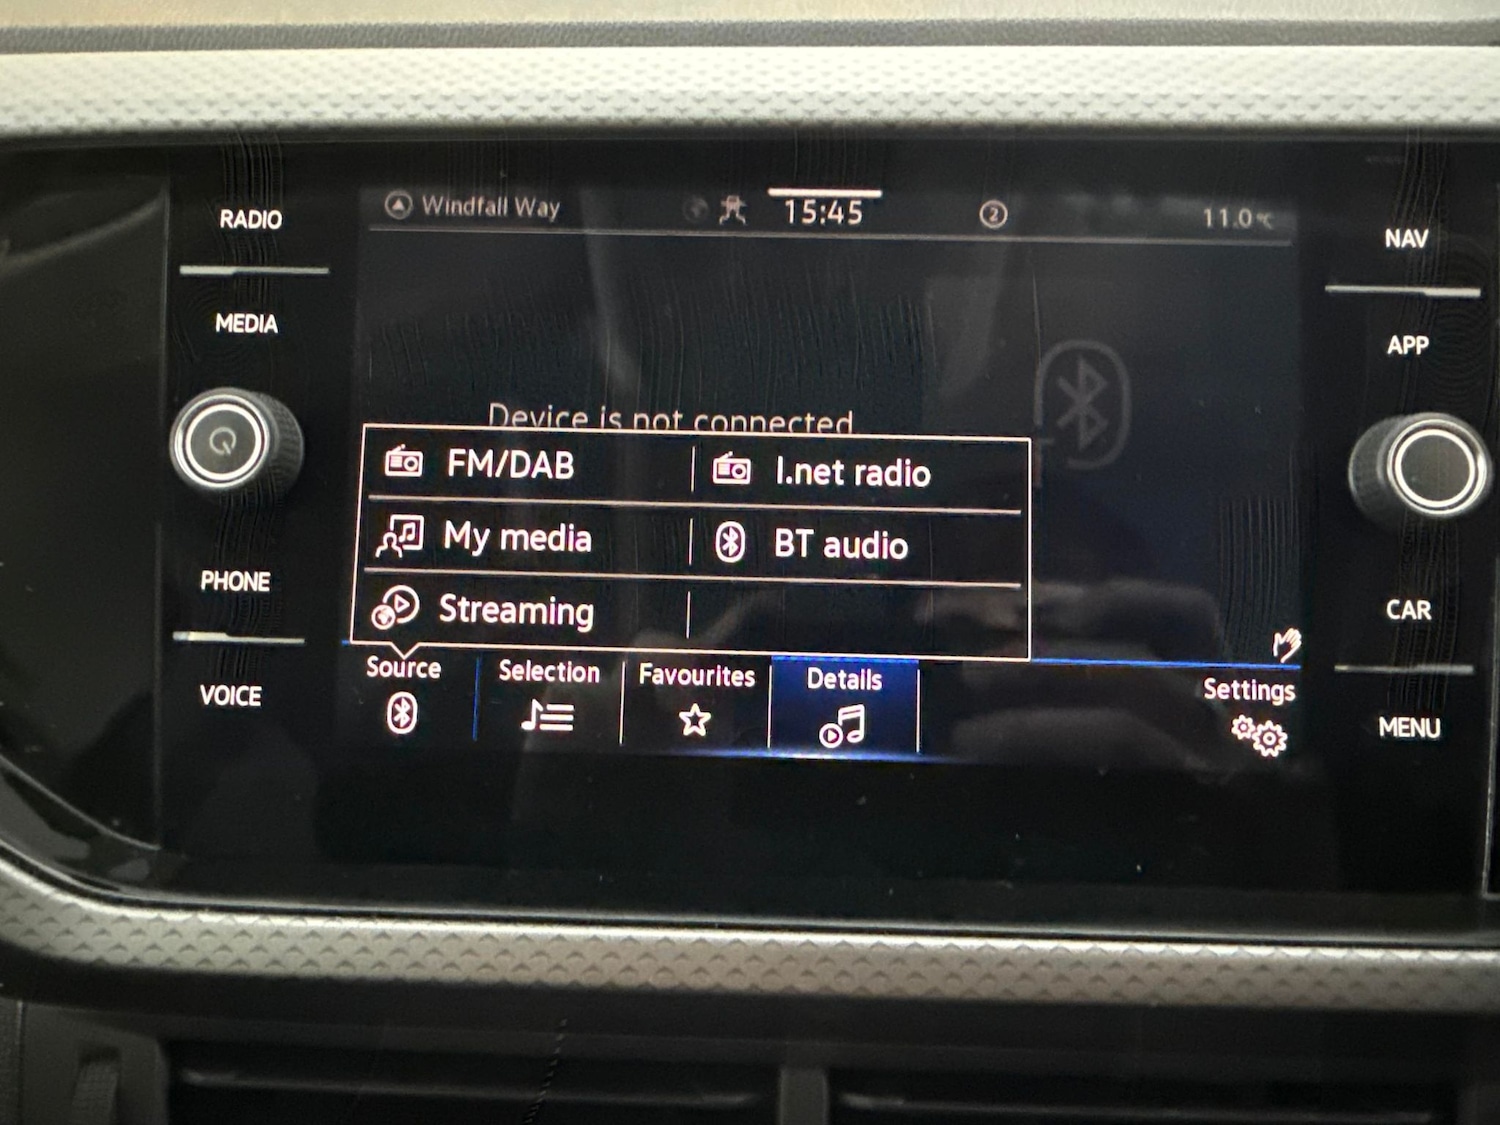 RADIO
MEDIA
PHONE
VOICE
Windfall Way
15:45
2
11.0 °C
Device is not connected.
FM/DAB
I.net radio
My media
BT audio
Streaming
Source
Selection
Favourites
Details
Settings
NAV
APP
CAR
MENU